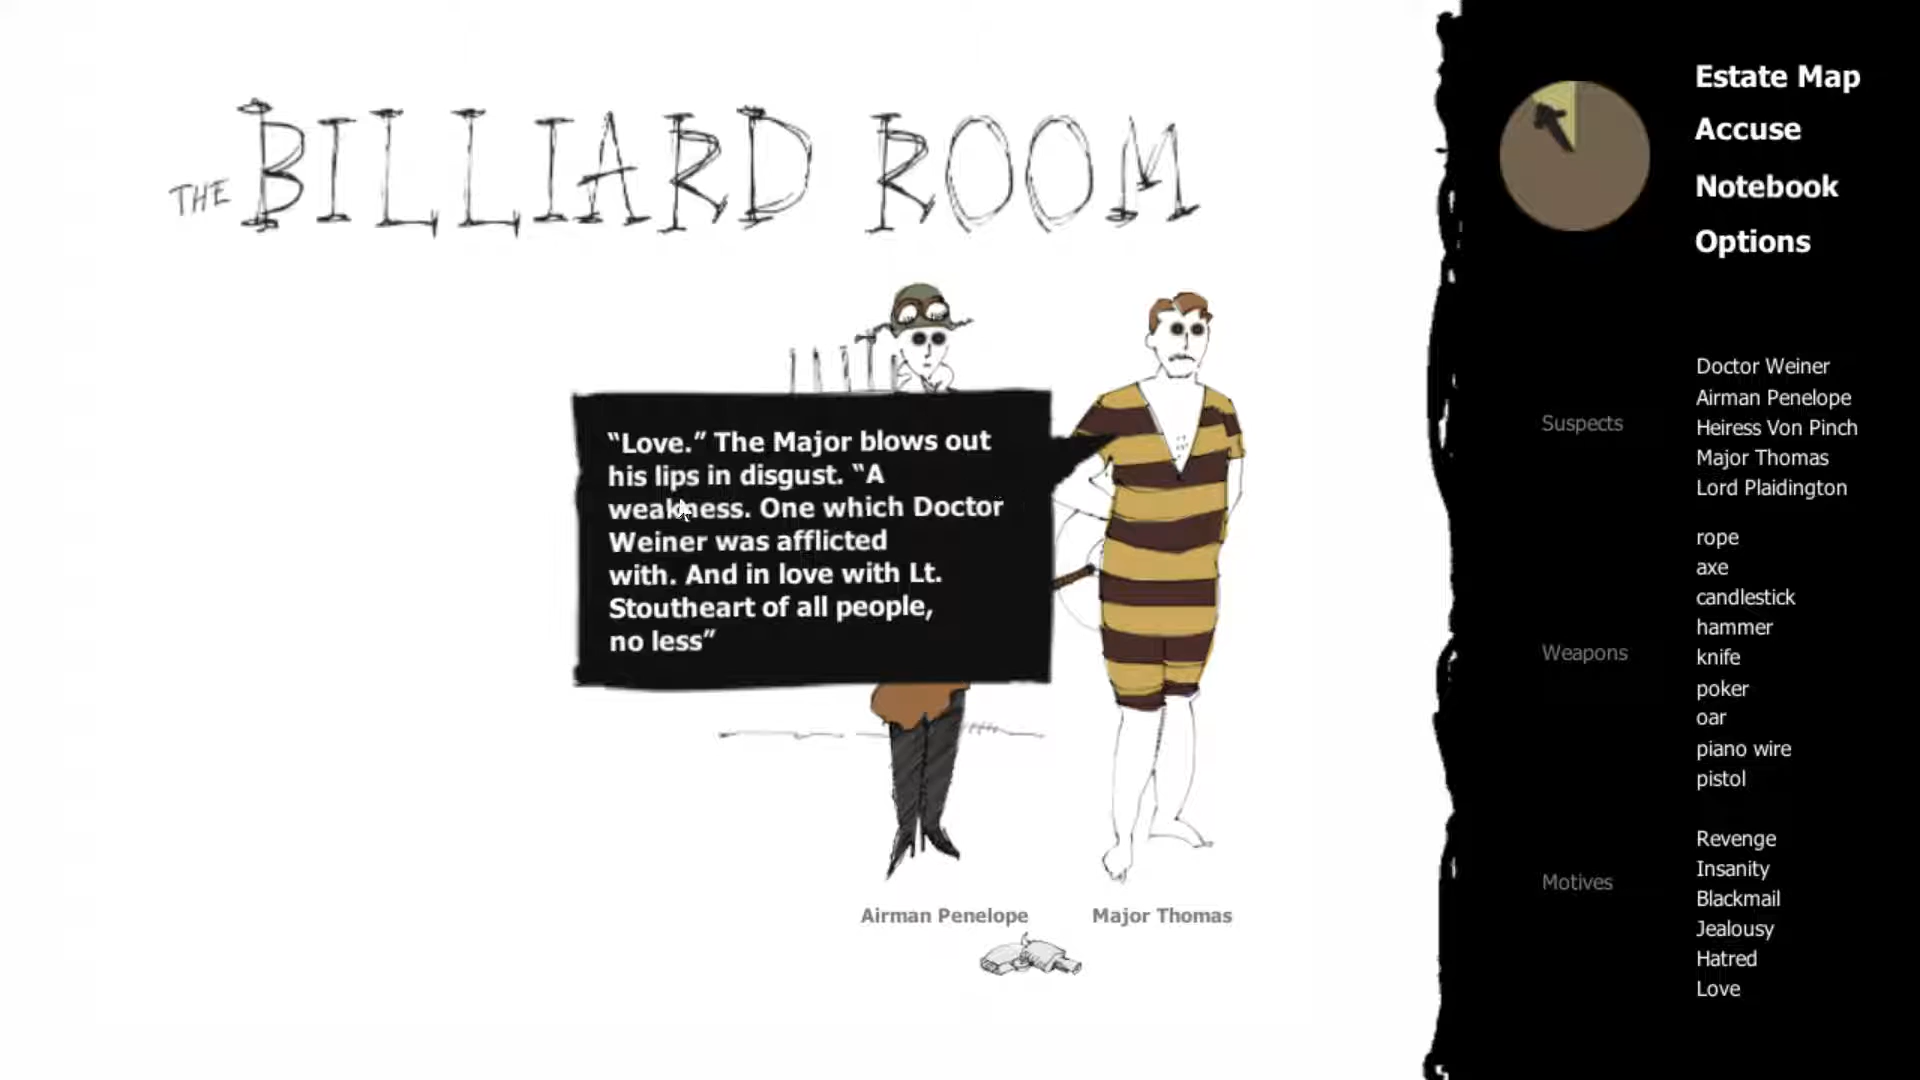 THE BILLIARD ROOM
“Love.” The Major blows out
his lips in disgust. “A
weakness. One which Doctor
Weiner was afflicted
with. And in love with Lt.
Stoutheart of all people,
no less”
Airman Penelope
Major Thomas
Estate Map
Accuse
Notebook
Options
Suspects
Doctor Weiner
Airman Penelope
Heiress Von Pinch
Major Thomas
Lord Plaidington
Weapons
rope
axe
candlestick
hammer
knife
poker
oar
piano wire
pistol
Motives
Revenge
Insanity
Blackmail
Jealousy
Hatred
Love